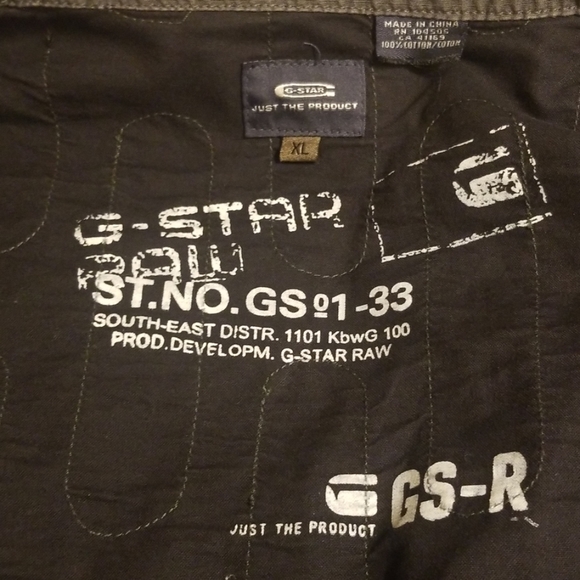 MADE IN CHINA
RN 104506
CA 41169
100% COTTON/COTON
G-STAR
JUST THE PRODUCT
XL
G-STAR
RAW
ST.NO.GS01-33
SOUTH-EAST DISTR. 1101 KbwG 100
PROD.DEVELOPM. G-STAR RAW
GS-R
JUST THE PRODUCT